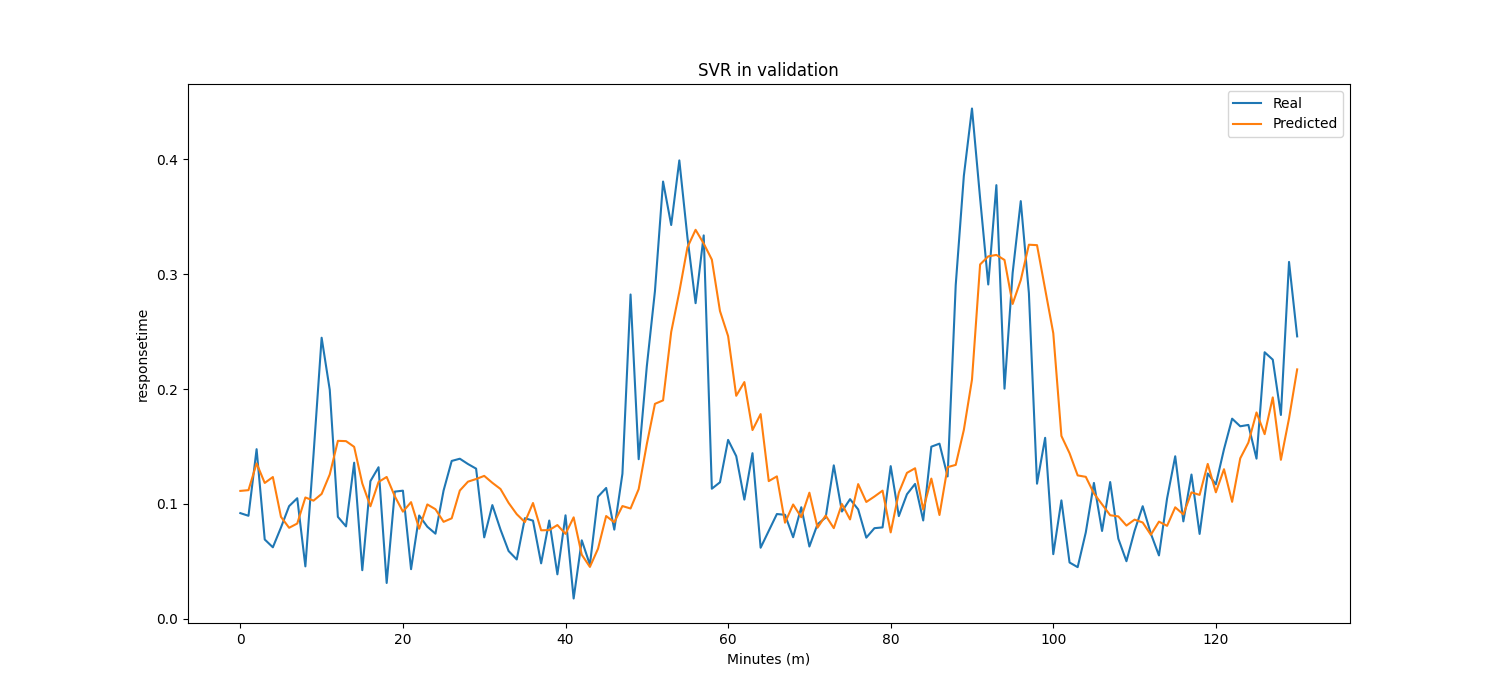 SVR in validation
Real
Predicted
responsetime
0.4
0.3
0.2
0.1
0.0
0 20 40 60 80 100 120
Minutes (m)